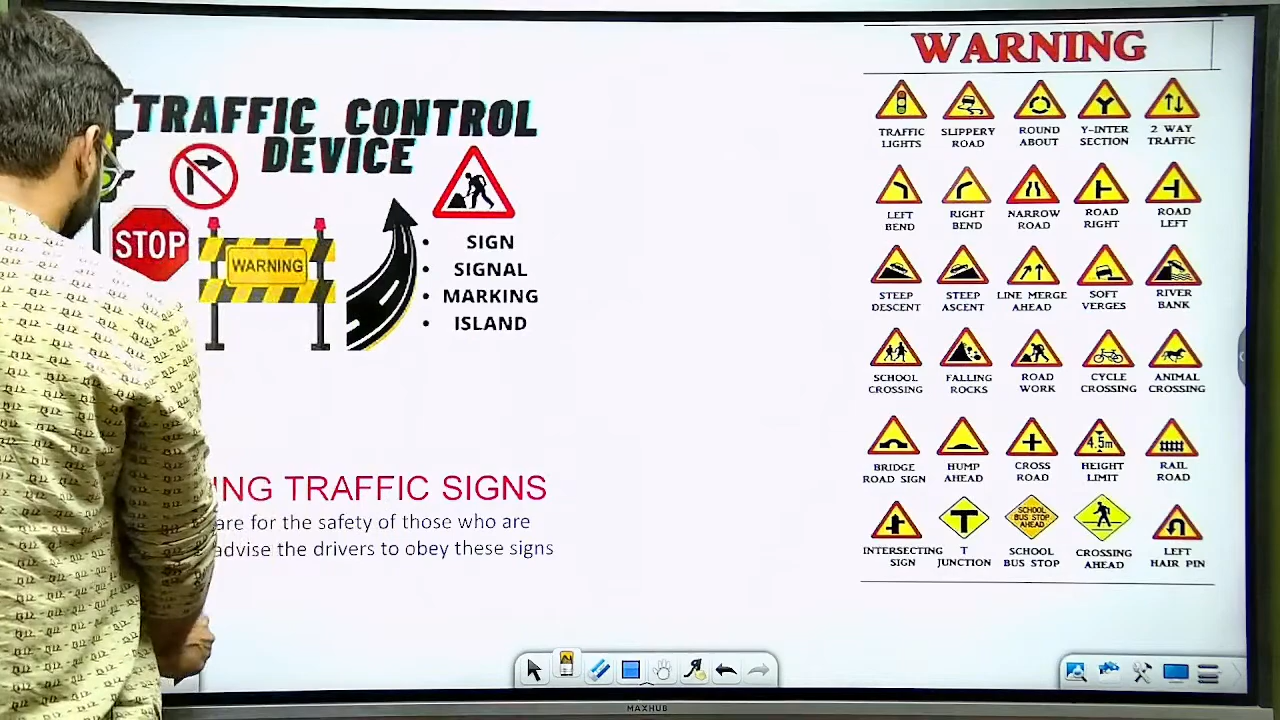 TRAFFIC CONTROL
DEVICE
STOP
WARNING
• SIGN
• SIGNAL
• MARKING
• ISLAND
ING TRAFFIC SIGNS
are for the safety of those who are
advise the drivers to obey these signs
WARNING
TRAFFIC LIGHTS
SLIPPERY ROAD
ROUND ABOUT
Y-INTER SECTION
2 WAY TRAFFIC
LEFT BEND
RIGHT BEND
NARROW ROAD
ROAD RIGHT
ROAD LEFT
STEEP DESCENT
STEEP ASCENT
LINE MERGE AHEAD
SOFT VERGES
RIVER BANK
SCHOOL CROSSING
FALLING ROCKS
ROAD WORK
CYCLE CROSSING
ANIMAL CROSSING
4.5m
BRIDGE ROAD SIGN
HUMP AHEAD
CROSS ROAD
HEIGHT LIMIT
RAIL ROAD
SCHOOL
BUS STOP
AHEAD
INTERSECTING SIGN
T JUNCTION
SCHOOL BUS STOP
CROSSING AHEAD
LEFT HAIR PIN
MAXHUB